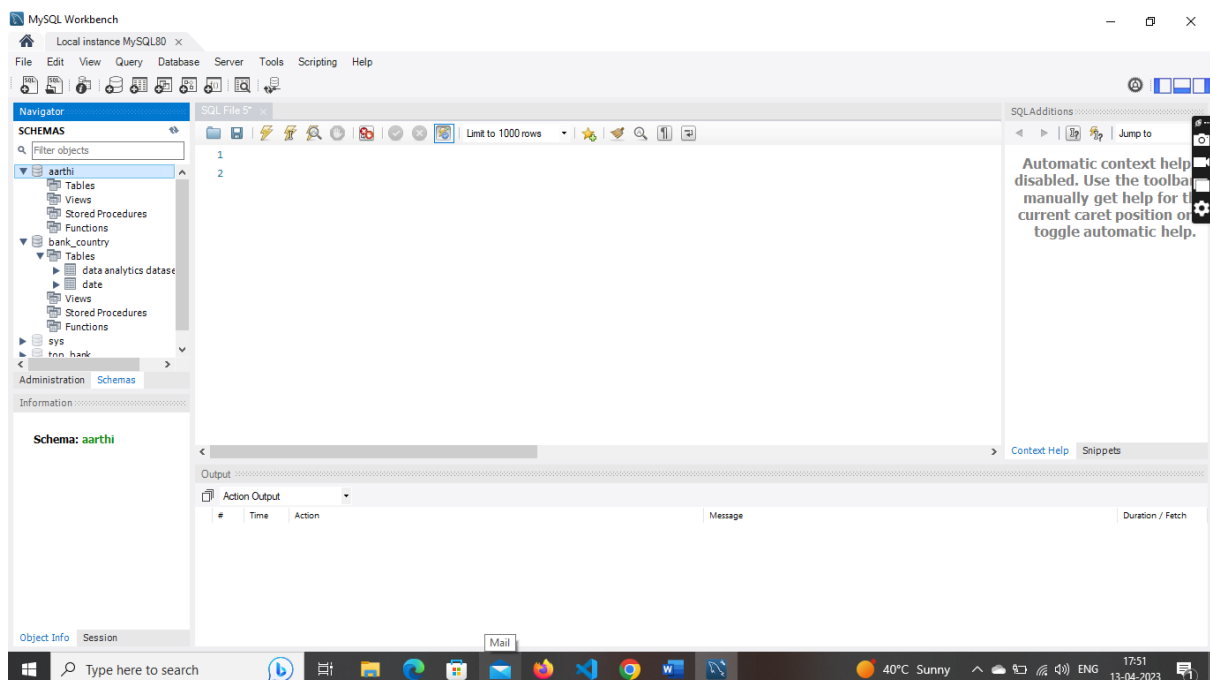 MySQL Workbench
Local instance MySQL80
File Edit View Query Database Server Tools Scripting Help
Navigator
SCHEMAS
Filter objects
aarthi
Tables
Views
Stored Procedures
Functions
bank_country
Tables
data analytics datase
date
Views
Stored Procedures
Functions
sys
top_bank
Administration Schemas
Information
Schema: aarthi
Object Info Session
SQL File 5*
Limit to 1000 rows
1
2
SQLAdditions
Jump to
Automatic context help
disabled. Use the toolba
manually get help for t
current caret position or
toggle automatic help.
Context Help Snippets
Output
Action Output
# Time Action Message Duration / Fetch
Mail
Type here to search
40°C Sunny
ENG
17:51
13-04-2023